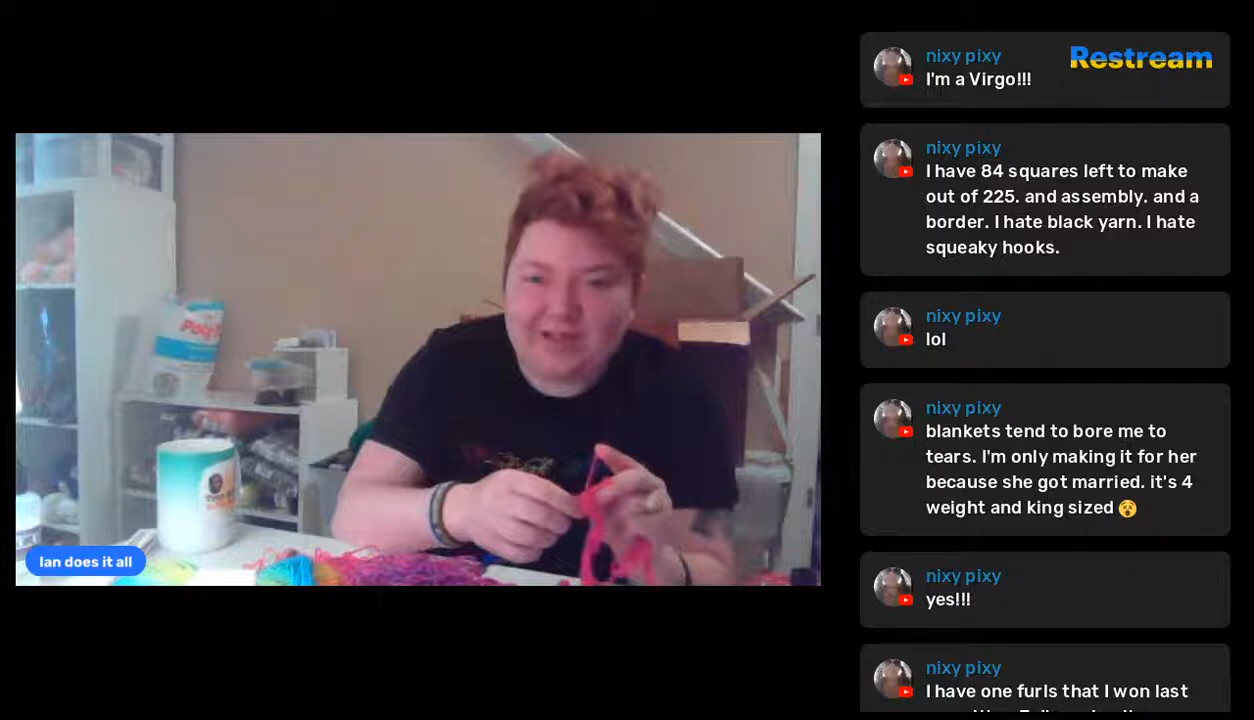 nixy pixy
Restream
I'm a Virgo!!!
nixy pixy
I have 84 squares left to make
out of 225. and assembly. and a
border. I hate black yarn. I hate
squeaky hooks.
nixy pixy
lol
nixy pixy
blankets tend to bore me to
tears. I'm only making it for her
because she got married. it's 4
weight and king sized 😵
nixy pixy
yes!!!
nixy pixy
I have one furls that I won last
Ian does it all